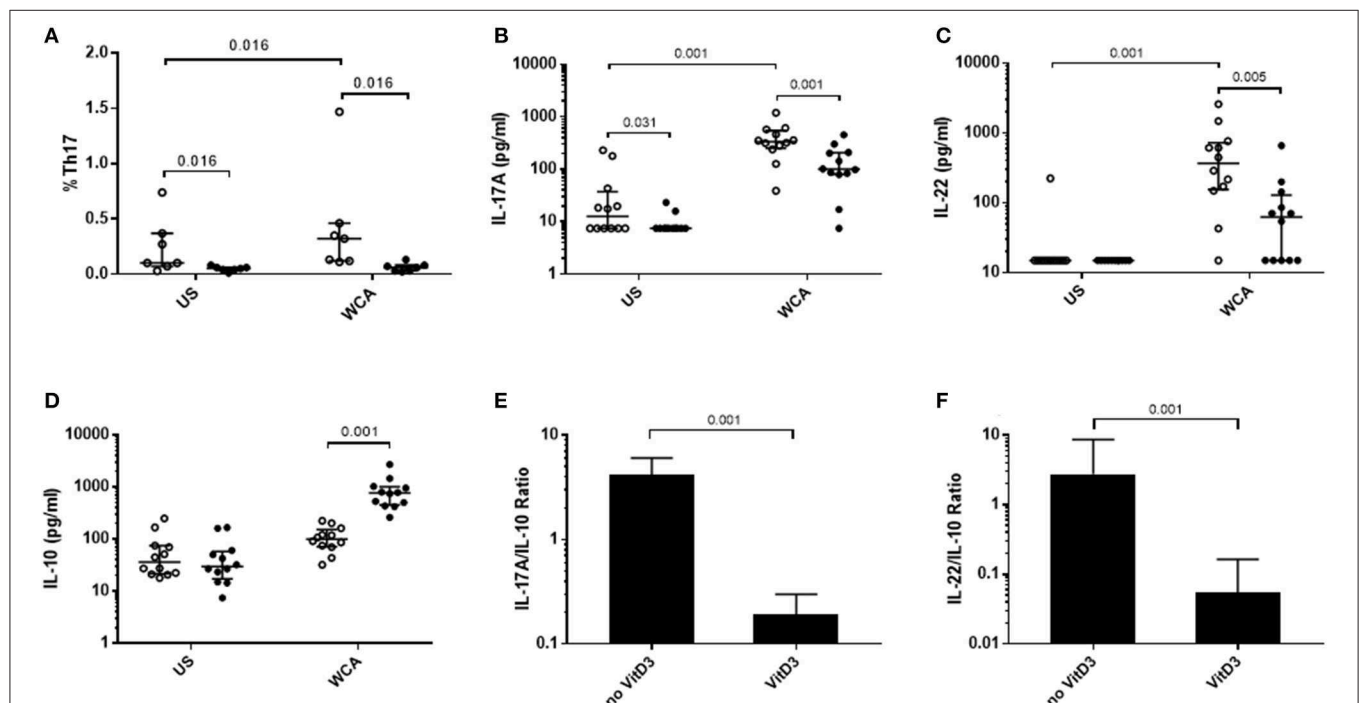 A
B
C
0.016
0.016
0.016
2.0
1.5
1.0
0.5
0.0
% Th17
US
WCA
0.001
0.001
0.031
10000
1000
100
10
1
IL-17A (pg/ml)
US
WCA
0.001
0.005
10000
1000
100
10
IL-22 (pg/ml)
US
WCA
D
E
F
0.001
10000
1000
100
10
1
IL-10 (pg/ml)
US
WCA
0.001
10
1
0.1
IL-17A/IL-10 Ratio
no VitD3
VitD3
0.001
10
1
0.1
0.01
IL-22/IL-10 Ratio
no VitD3
VitD3